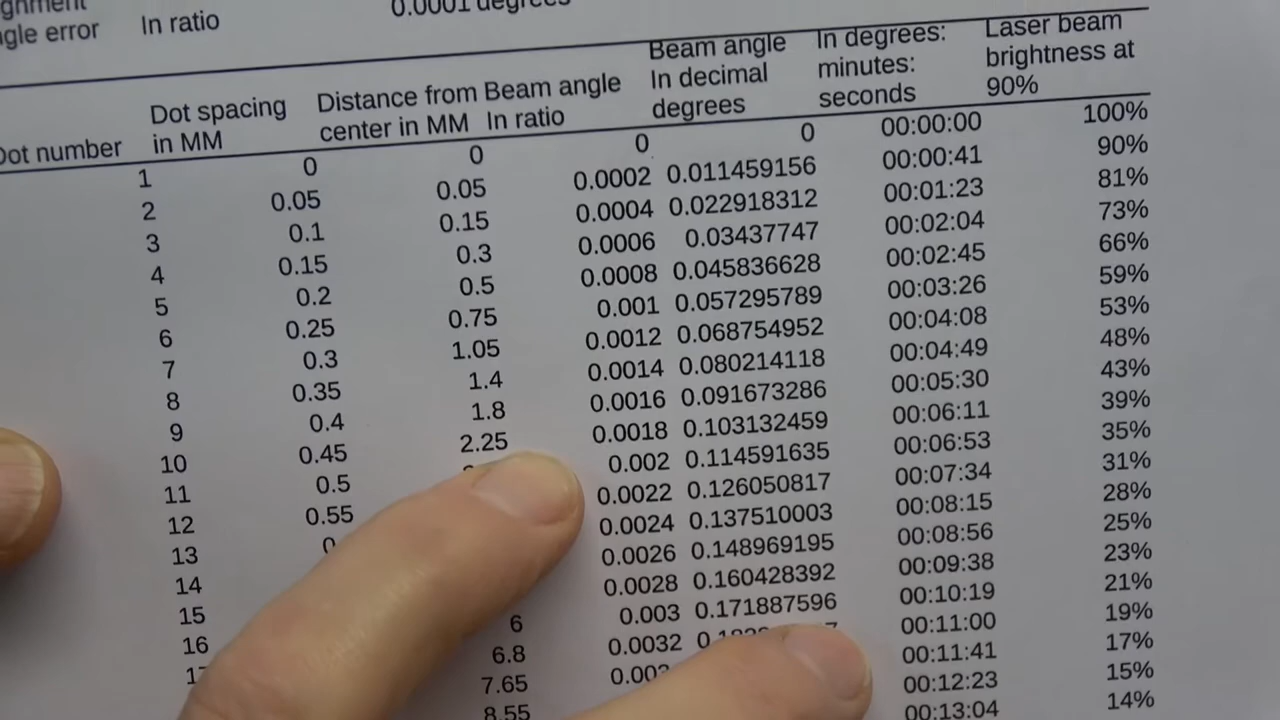 0.0001 degrees
error In ratio
Dot number Dot spacing in MM Distance from center in MM Beam angle In ratio Beam angle In decimal degrees In degrees: minutes: seconds Laser beam brightness at 90%
1 0 0 0 0 00:00:00 100%
2 0.05 0.05 0.0002 0.011459156 00:00:41 90%
3 0.1 0.15 0.0004 0.022918312 00:01:23 81%
4 0.15 0.3 0.0006 0.03437747 00:02:04 73%
5 0.2 0.5 0.0008 0.045836628 00:02:45 66%
6 0.25 0.75 0.001 0.057295789 00:03:26 59%
7 0.3 1.05 0.0012 0.068754952 00:04:08 53%
8 0.35 1.4 0.0014 0.080214118 00:04:49 48%
9 0.4 1.8 0.0016 0.091673286 00:05:30 43%
10 0.45 2.25 0.0018 0.103132459 00:06:11 39%
11 0.5 0.002 0.114591635 00:06:53 35%
12 0.55 0.0022 0.126050817 00:07:34 31%
13 0.0024 0.137510003 00:08:15 28%
14 0.0026 0.148969195 00:08:56 25%
15 0.0028 0.160428392 00:09:38 23%
16 6 0.003 0.171887596 00:10:19 21%
6.8 0.0032 00:11:00 19%
7.65 00:11:41 17%
8.55 00:12:23 15%
00:13:04 14%